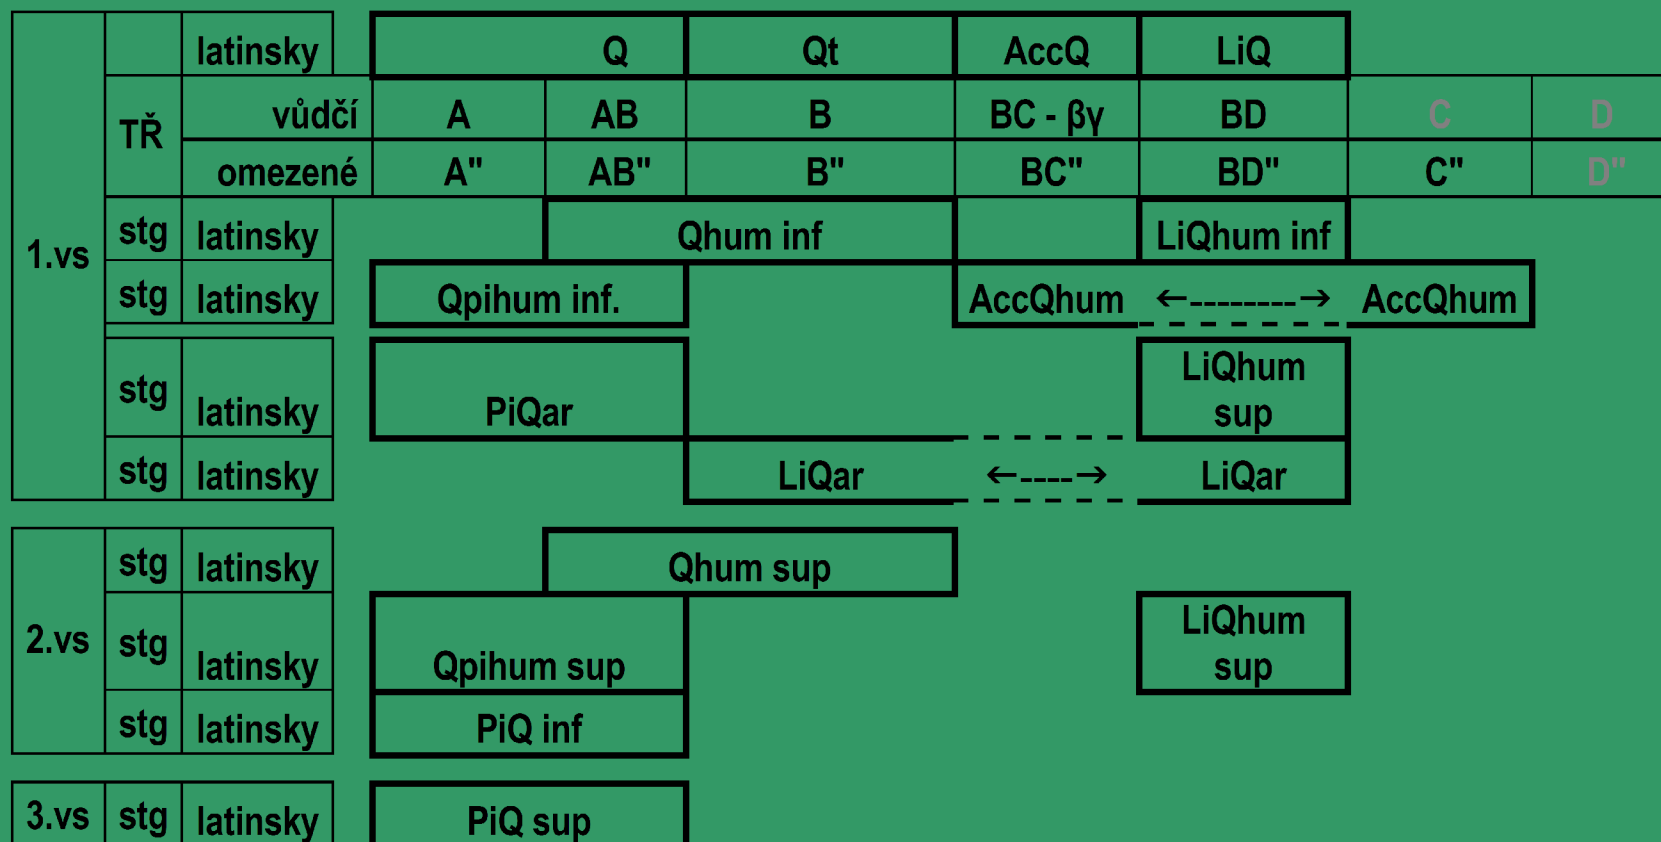 latinsky Q Qt AccQ LiQ
TŘ vůdčí A AB B BC - βγ BD C D
omezené A" AB" B" BC" BD" C" D"
1.vs stg latinsky Qhum inf LiQhum inf
stg latinsky Qpihum inf. AccQhum ←--------→ AccQhum
stg latinsky PiQar LiQhum
sup
stg latinsky LiQar ←----→ LiQar
stg latinsky Qhum sup
2.vs stg latinsky Qpihum sup LiQhum
sup
stg latinsky PiQ inf
3.vs stg latinsky PiQ sup